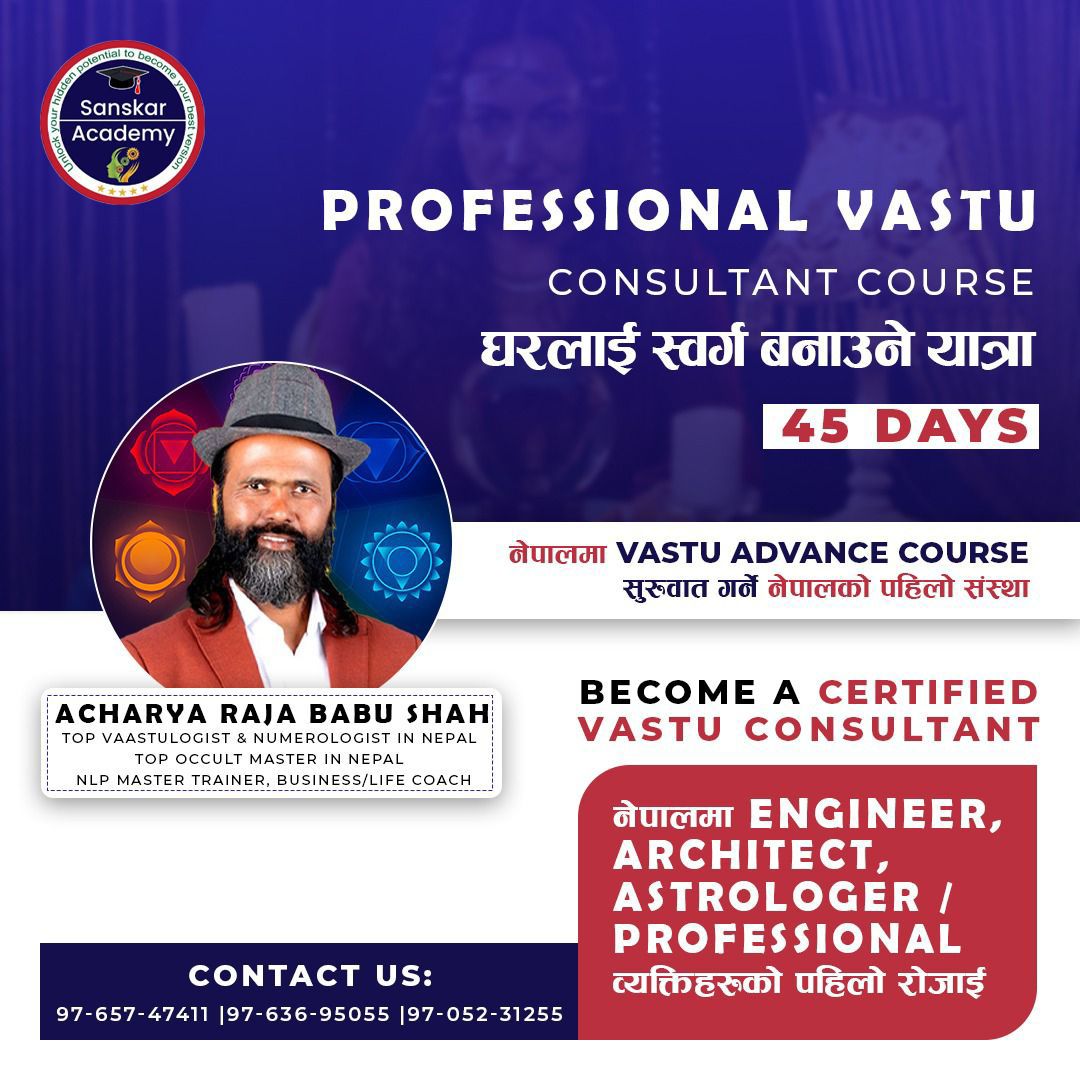 Unlock your hidden potential to become your best version
Sanskar
Academy
PROFESSIONAL VASTU
CONSULTANT COURSE
घरलाई स्वर्ग बनाउने यात्रा
45 DAYS
नेपालमा VASTU ADVANCE COURSE
सुरुवात गर्ने नेपालको पहिलो संस्था
ACHARYA RAJA BABU SHAH
TOP VAASTULOGIST & NUMEROLOGIST IN NEPAL
TOP OCCULT MASTER IN NEPAL
NLP MASTER TRAINER, BUSINESS/LIFE COACH
BECOME A CERTIFIED
VASTU CONSULTANT
नेपालमा ENGINEER,
ARCHITECT,
ASTROLOGER /
PROFESSIONAL
व्यक्तिहरुको पहिलो रोजाई
CONTACT US:
97-657-47411 |97-636-95055 |97-052-31255